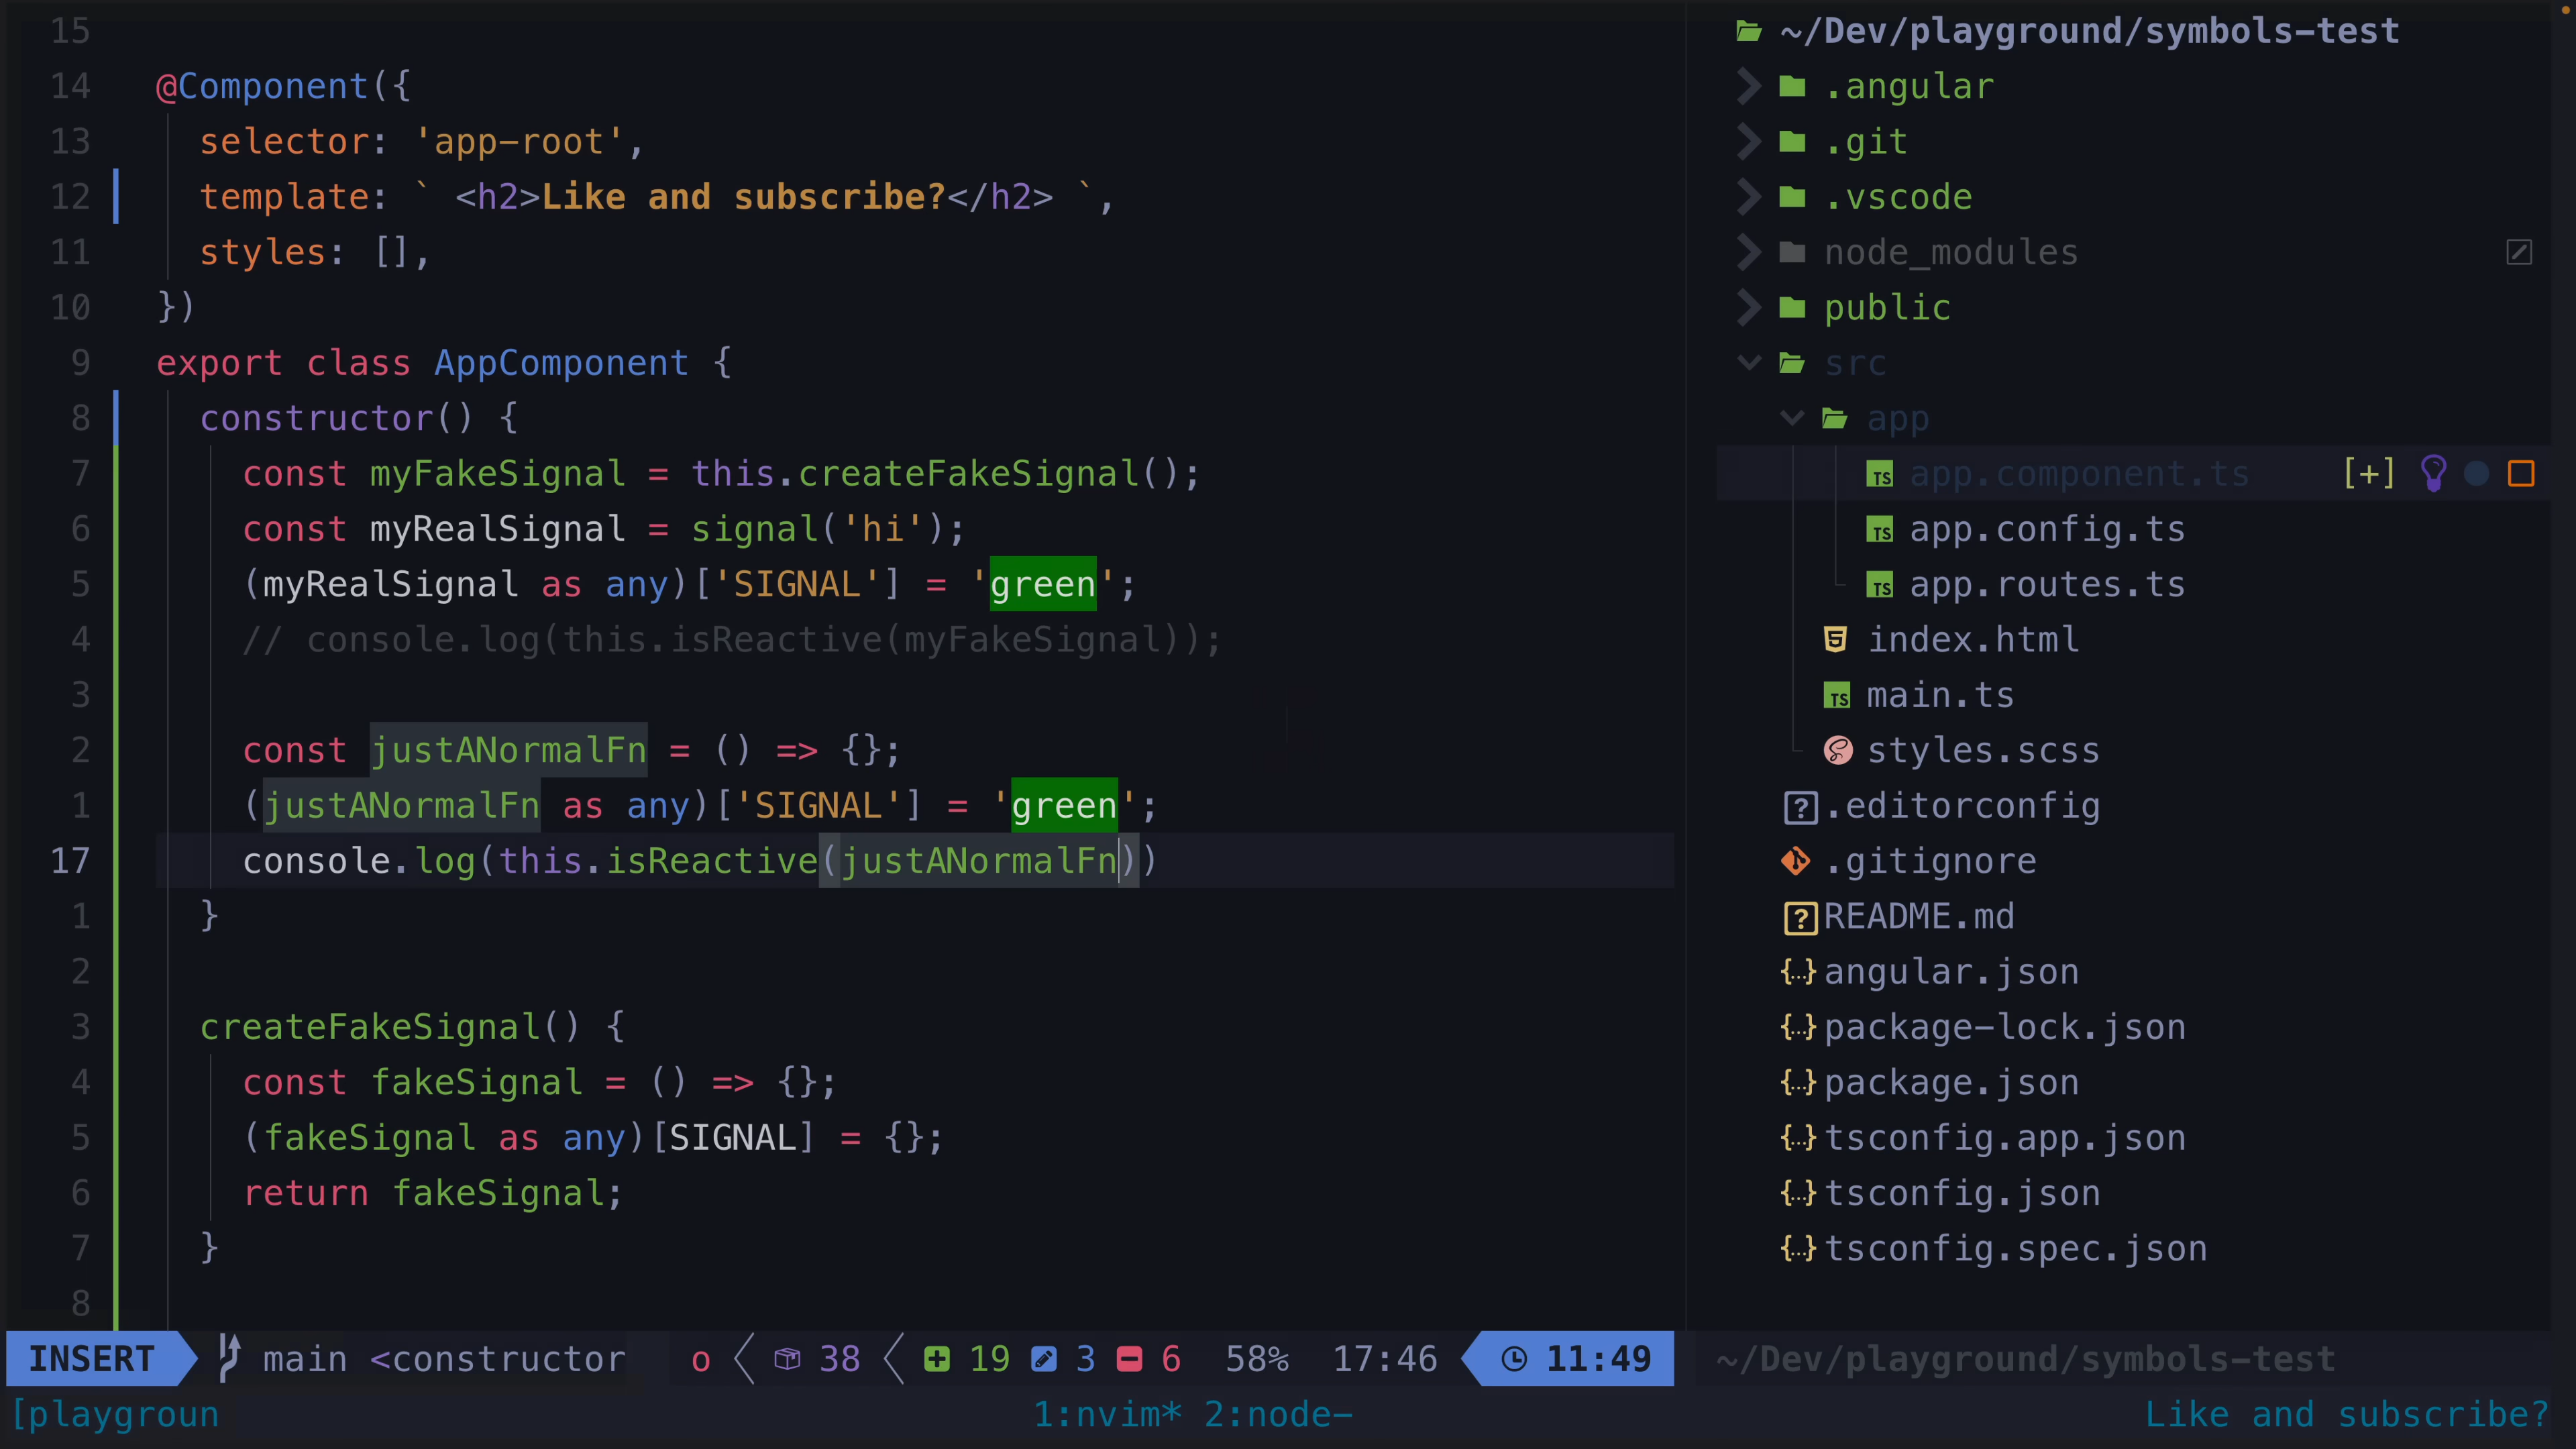 15
14 @Component({
13 selector: 'app-root',
12 template: ` <h2>Like and subscribe?</h2> `,
11 styles: [],
10 })
9 export class AppComponent {
8 constructor() {
7 const myFakeSignal = this.createFakeSignal();
6 const myRealSignal = signal('hi');
5 (myRealSignal as any)['SIGNAL'] = 'green';
4 // console.log(this.isReactive(myFakeSignal));
3
2 const justANormalFn = () => {};
1 (justANormalFn as any)['SIGNAL'] = 'green';
17 console.log(this.isReactive(justANormalFn))
1 }
2
3 createFakeSignal() {
4 const fakeSignal = () => {};
5 (fakeSignal as any)[SIGNAL] = {};
6 return fakeSignal;
7 }
8
~/Dev/playground/symbols-test
.angular
.git
.vscode
node_modules
public
src
app
TS app.component.ts [+]
TS app.config.ts
TS app.routes.ts
index.html
TS main.ts
styles.scss
.editorconfig
.gitignore
README.md
{..} angular.json
{..} package-lock.json
{..} package.json
{..} tsconfig.app.json
{..} tsconfig.json
{..} tsconfig.spec.json
INSERT main <constructor o 38 19 3 6 58% 17:46 11:49 ~/Dev/playground/symbols-test
[playgroun 1:nvim* 2:node- Like and subscribe?